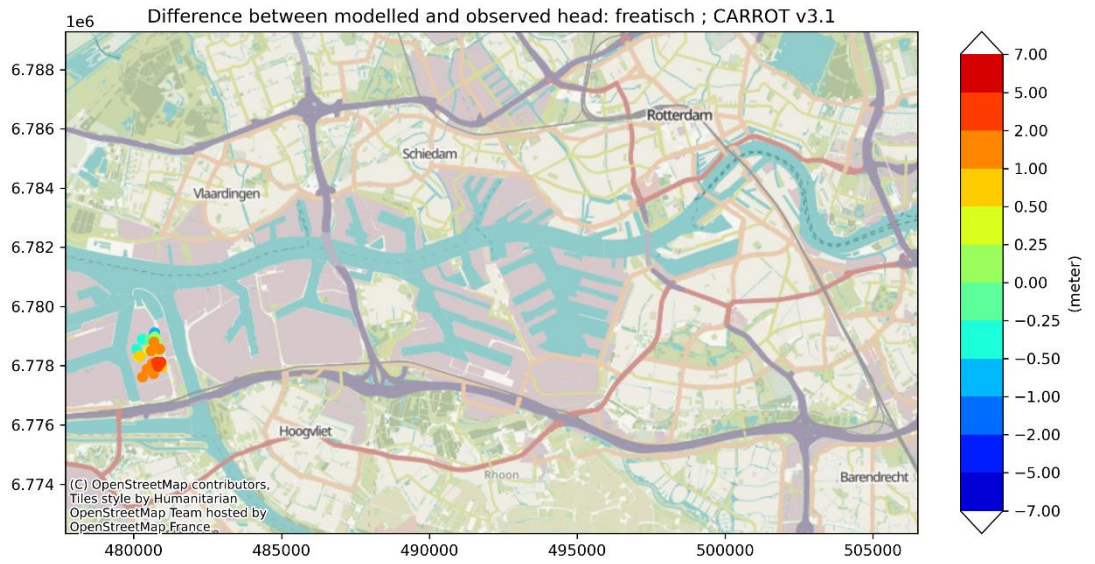 Difference between modelled and observed head: freatisch ; CARROT v3.1
1e6
6.788
6.786
6.784
6.782
6.780
6.778
6.776
6.774
Rotterdam
Schiedam
Vlaardingen
Hoogvliet
Rhoon
Barendrecht
(C) OpenStreetMap contributors,
Tiles style by Humanitarian
OpenStreetMap Team hosted by
OpenStreetMap France
480000
485000
490000
495000
500000
505000
7.00
5.00
2.00
1.00
0.50
0.25
0.00
−0.25
−0.50
−1.00
−2.00
−5.00
−7.00
(meter)